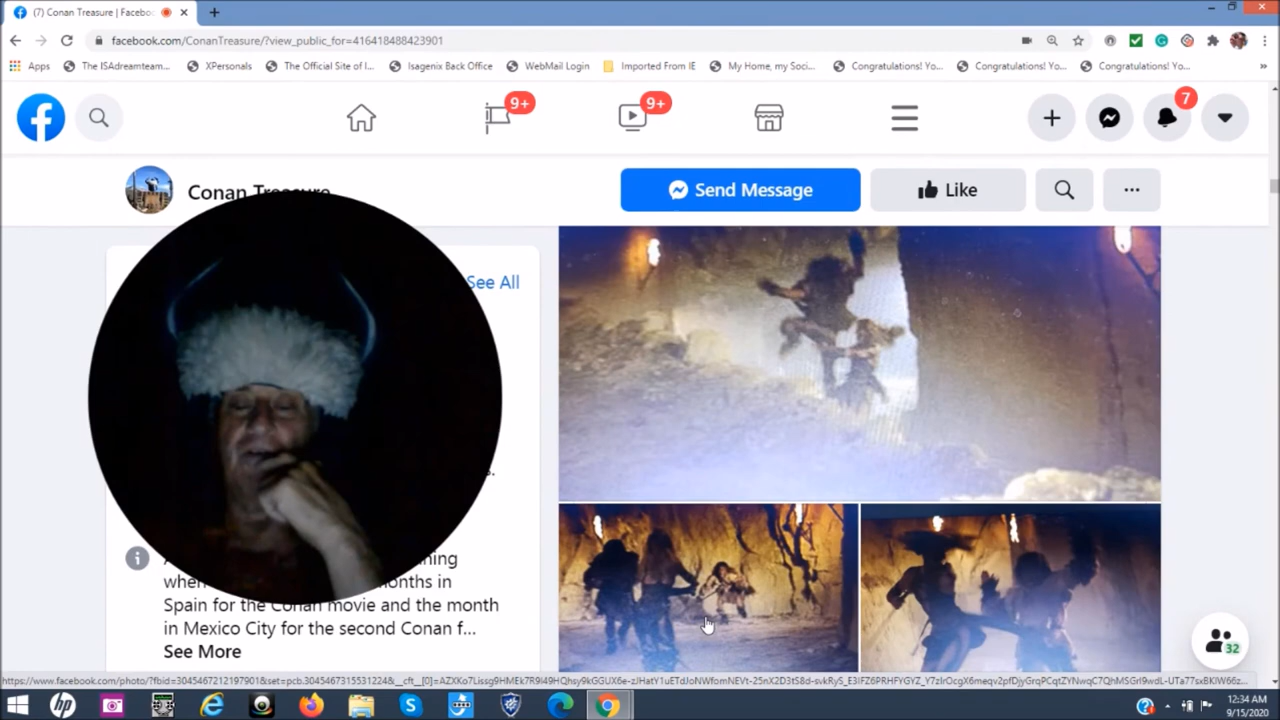 (7) Conan Treasure | Facebo
facebook.com/ConanTreasure/?view_public_for=416418488423901
Apps The ISAdreamteam... XPersonals The Official Site of I... Isagenix Back Office WebMail Login Imported From IE My Home, my Soci... Congratulations! Yo... Congratulations! Yo... Congratulations! Yo... »
9+ 9+ 7
Conan Treasure Send Message Like ...
See All
when months in
Spain for the Conan movie and the month
in Mexico City for the second Conan f...
See More
32
12:34 AM
9/15/2020